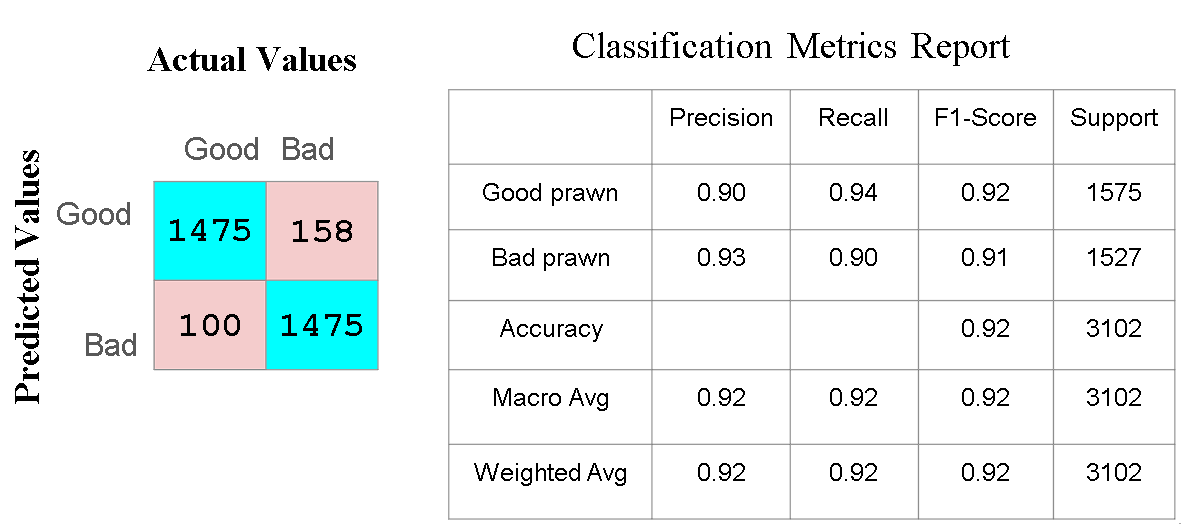 Actual Values
Predicted Values
Good Bad
Good 1475 158
Bad 100 1475
Classification Metrics Report
Precision Recall F1-Score Support
Good prawn 0.90 0.94 0.92 1575
Bad prawn 0.93 0.90 0.91 1527
Accuracy 0.92 3102
Macro Avg 0.92 0.92 0.92 3102
Weighted Avg 0.92 0.92 0.92 3102